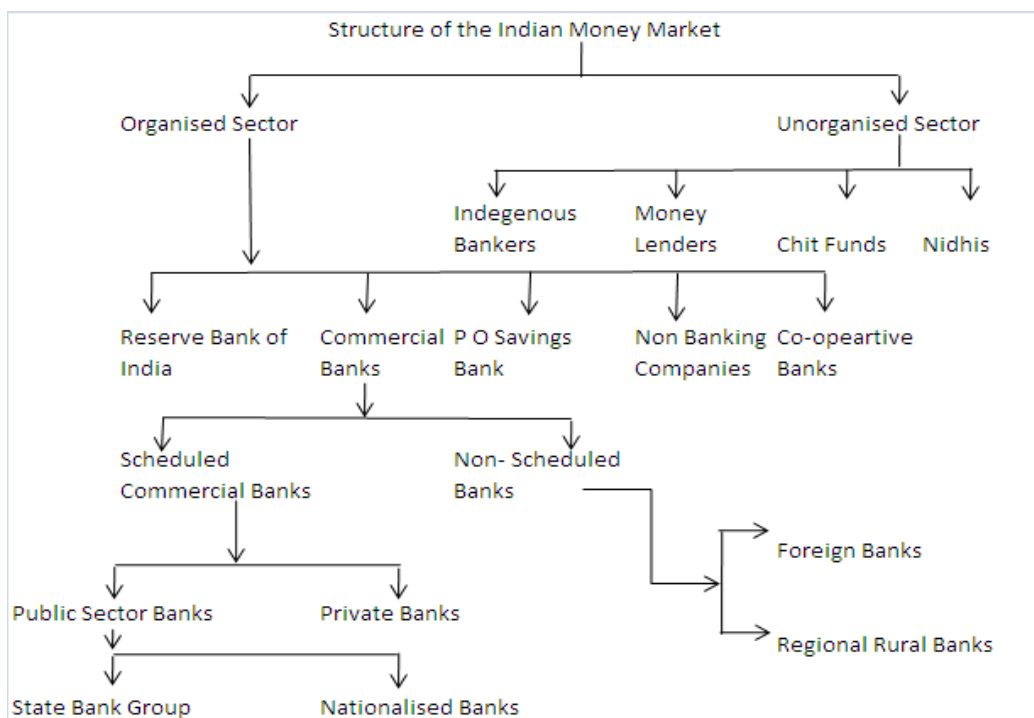 Structure of the Indian Money Market
Organised Sector
Unorganised Sector
Indegenous
Bankers
Money
Lenders
Chit Funds
Nidhis
Reserve Bank of
India
Commercial
Banks
P O Savings
Bank
Non Banking
Companies
Co-opeartive
Banks
Scheduled
Commercial Banks
Non- Scheduled
Banks
Foreign Banks
Regional Rural Banks
Public Sector Banks
Private Banks
State Bank Group
Nationalised Banks